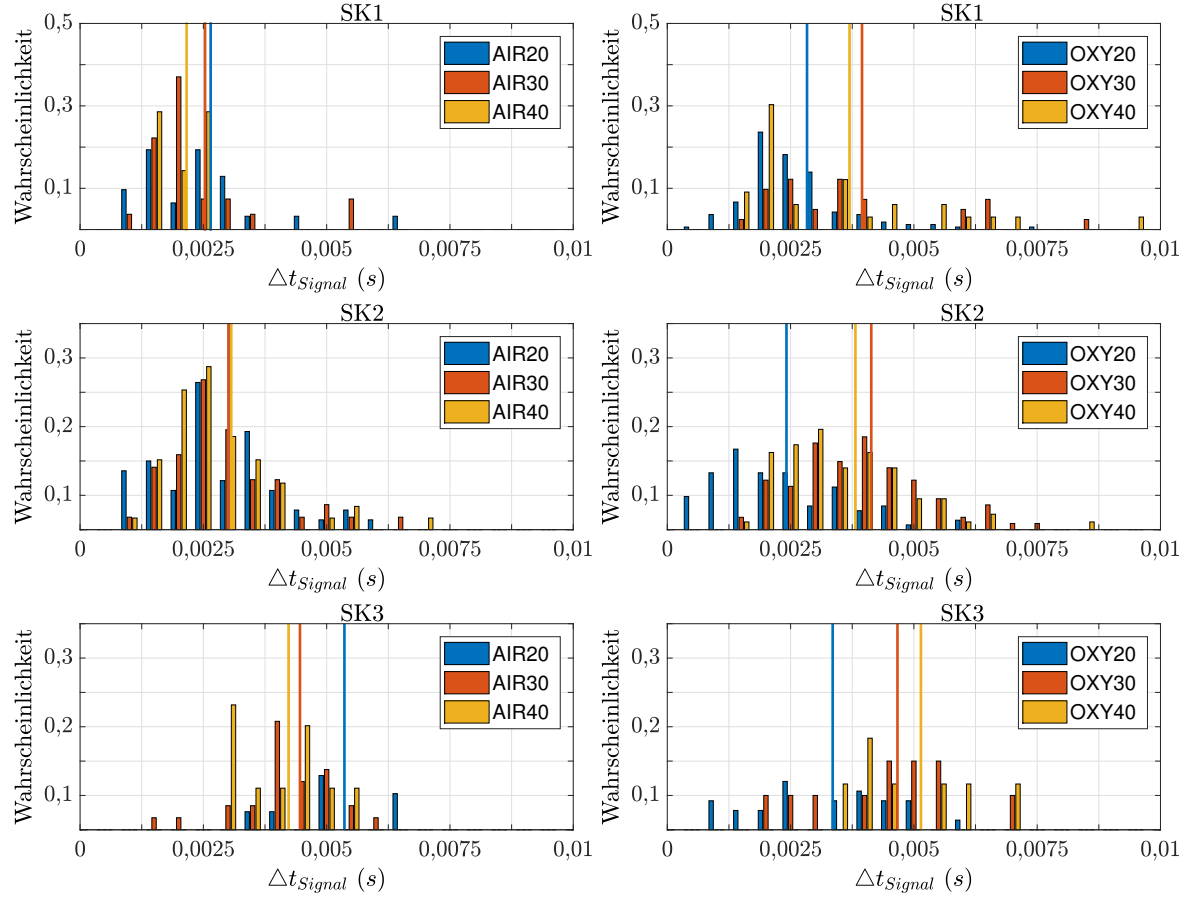 SK1
Wahrscheinlichkeit
0,5
0,3
0,1
AIR20
AIR30
AIR40
0 0,0025 0,005 0,0075 0,01
△t_Signal (s)
SK1
Wahrscheinlichkeit
0,5
0,3
0,1
OXY20
OXY30
OXY40
0 0,0025 0,005 0,0075 0,01
△t_Signal (s)
SK2
Wahrscheinlichkeit
0,3
0,2
0,1
AIR20
AIR30
AIR40
0 0,0025 0,005 0,0075 0,01
△t_Signal (s)
SK2
Wahrscheinlichkeit
0,3
0,2
0,1
OXY20
OXY30
OXY40
0 0,0025 0,005 0,0075 0,01
△t_Signal (s)
SK3
Wahrscheinlichkeit
0,3
0,2
0,1
AIR20
AIR30
AIR40
0 0,0025 0,005 0,0075 0,01
△t_Signal (s)
SK3
Wahrscheinlichkeit
0,3
0,2
0,1
OXY20
OXY30
OXY40
0 0,0025 0,005 0,0075 0,01
△t_Signal (s)